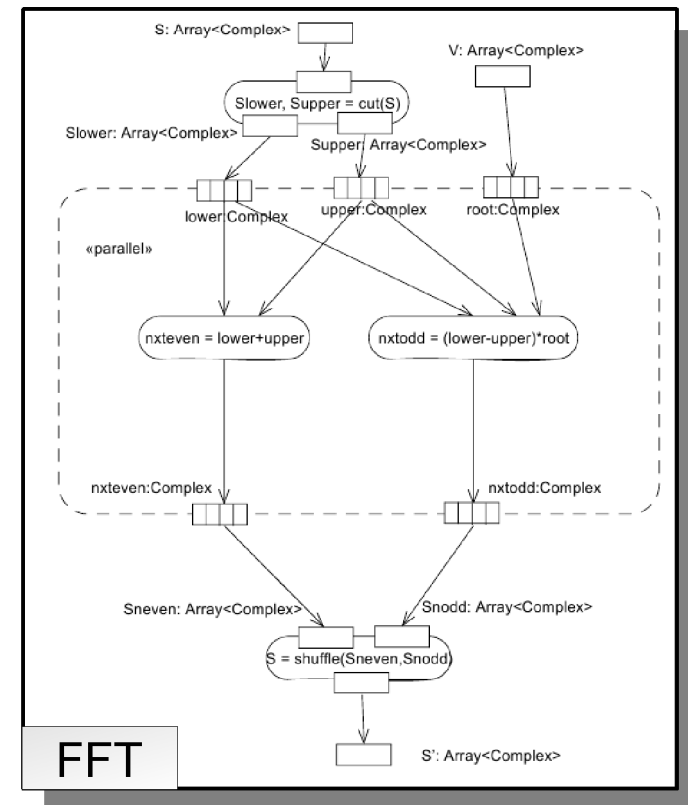 S: Array<Complex>
V: Array<Complex>
Slower, Supper = cut(S)
Slower: Array<Complex>
Supper: Array<Complex>
lower:Complex
upper:Complex
root:Complex
«parallel»
nxteven = lower+upper
nxtodd = (lower-upper)*root
nxteven:Complex
nxtodd:Complex
Sneven: Array<Complex>
Snodd: Array<Complex>
S = shuffle(Sneven,Snodd)
S': Array<Complex>
FFT